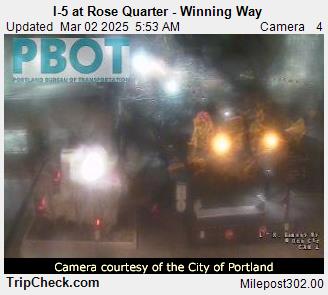 I-5 at Rose Quarter - Winning Way
Updated Mar 02 2025 5:53 AM Camera 4
PBOT
PORTLAND BUREAU OF TRANSPORTATION
Camera courtesy of the City of Portland
TripCheck.com Milepost302.00